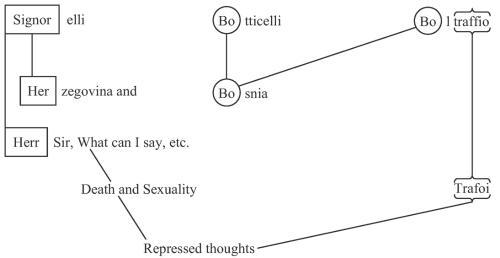 Signor elli Bo tticelli Bo l traffio
Her zegovina and Bo snia
Herr Sir, What can I say, etc.
Death and Sexuality Trafoi
Repressed thoughts